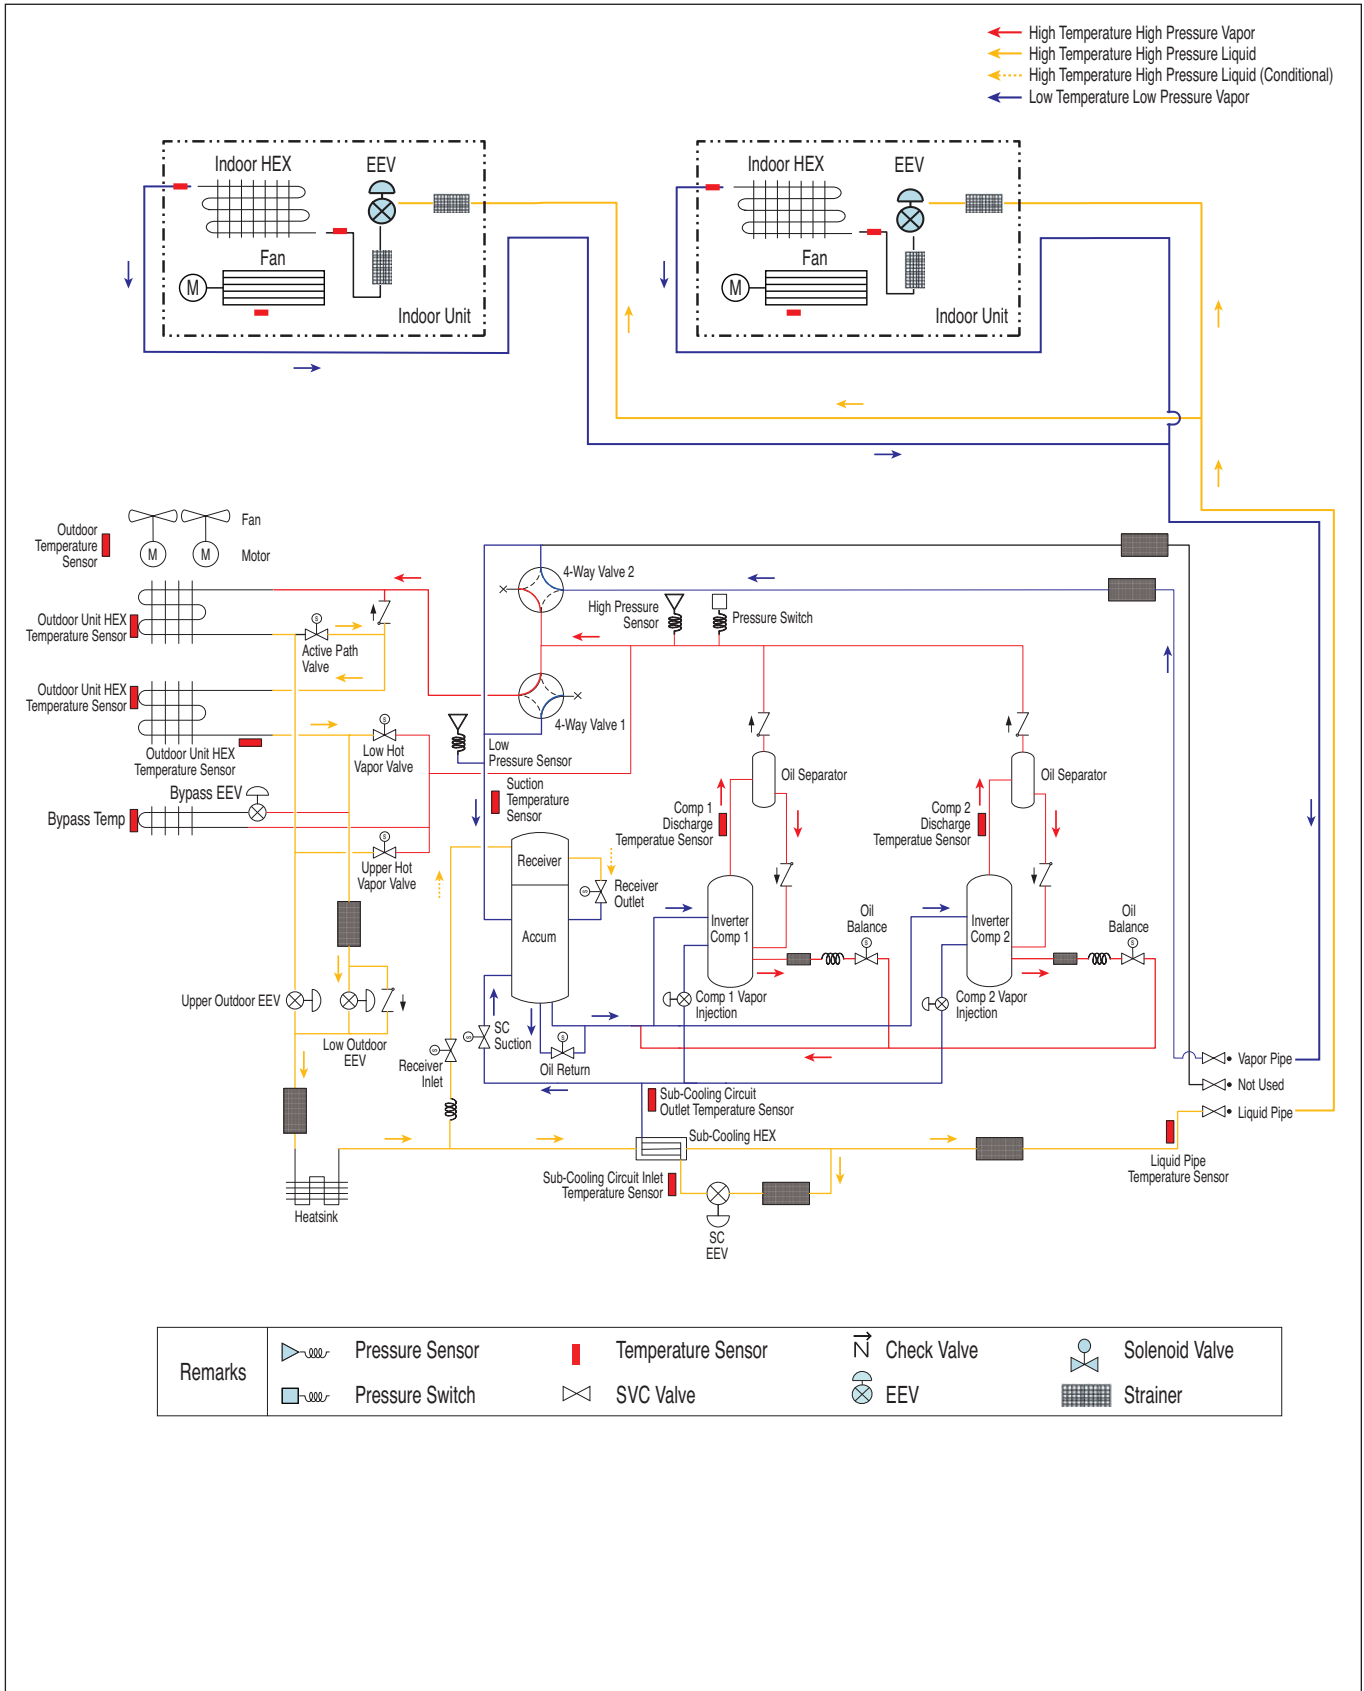 High Temperature High Pressure Vapor
High Temperature High Pressure Liquid
High Temperature High Pressure Liquid (Conditional)
Low Temperature Low Pressure Vapor
Indoor HEX
EEV
Fan
M
Indoor Unit
Indoor HEX
EEV
Fan
M
Indoor Unit
Outdoor
Temperature
Sensor
Fan
M
M
Motor
Outdoor Unit HEX
Temperature Sensor
S
Active Path
Valve
Outdoor Unit HEX
Temperature Sensor
Outdoor Unit HEX
Temperature Sensor
S
Low Hot
Vapor Valve
Bypass EEV
Bypass Temp
S
Upper Hot
Vapor Valve
4-Way Valve 2
High Pressure
Sensor
Pressure Switch
4-Way Valve 1
Low
Pressure Sensor
Suction
Temperature
Sensor
Oil Separator
Oil Separator
Comp 1
Discharge
Temperatue Sensor
Comp 2
Discharge
Temperatue Sensor
Receiver
S
Receiver
Outlet
Accum
Inverter
Comp 1
Oil
Balance
S
Inverter
Comp 2
Oil
Balance
S
Upper Outdoor EEV
Low Outdoor
EEV
Comp 1 Vapor
Injection
Comp 2 Vapor
Injection
S
SC
Suction
S
Oil Return
S
Receiver
Inlet
Vapor Pipe
Not Used
Liquid Pipe
Sub-Cooling Circuit
Outlet Temperature Sensor
Sub-Cooling HEX
Sub-Cooling Circuit Inlet
Temperature Sensor
Liquid Pipe
Temperature Sensor
Heatsink
SC
EEV
Remarks
Pressure Sensor
Temperature Sensor
Check Valve
Solenoid Valve
Pressure Switch
SVC Valve
EEV
Strainer